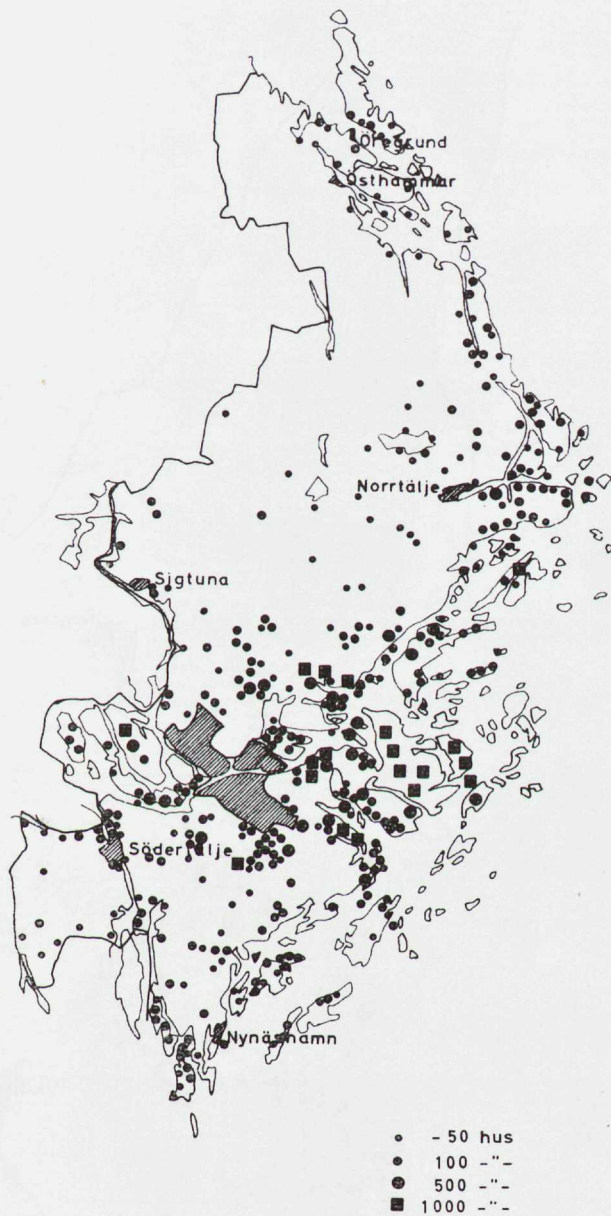 Öregrund
Östhammar
Norrtälje
Sigtuna
Södertälje
Nynäshamn
- 50 hus
100 -"-
500 -"-
1000 -"-